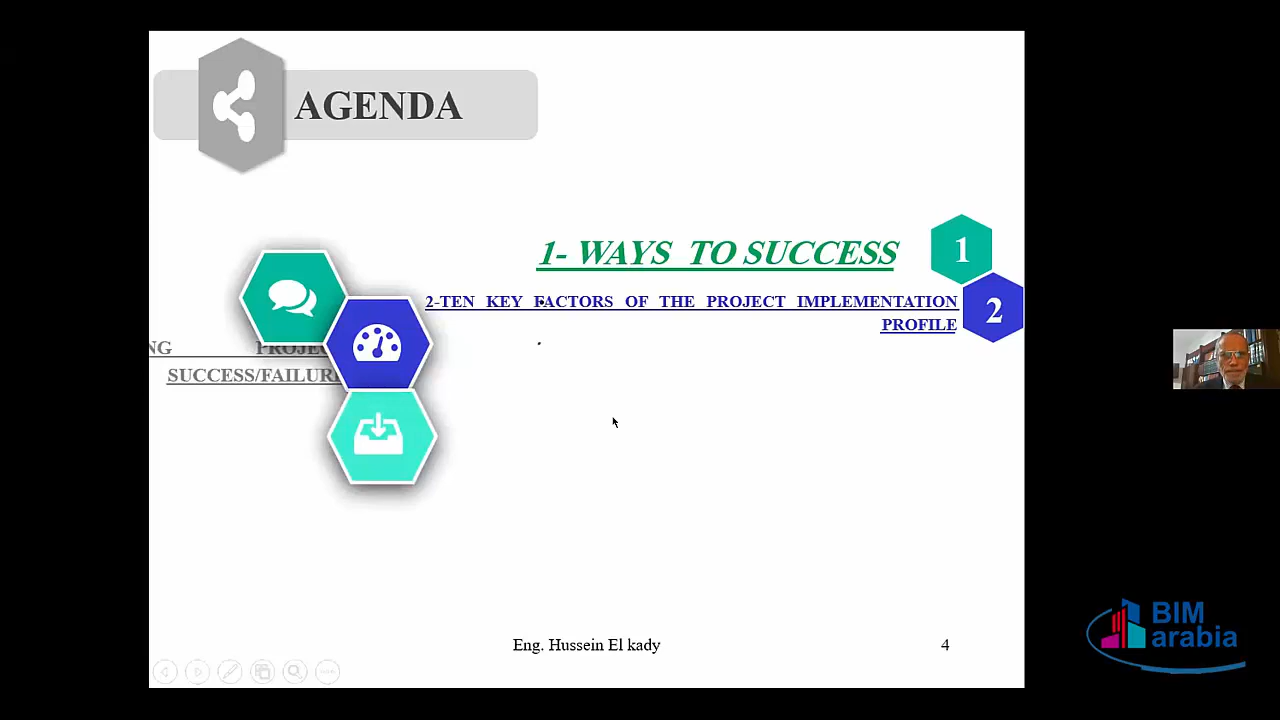 AGENDA
1- WAYS TO SUCCESS
1
2-TEN KEY FACTORS OF THE PROJECT IMPLEMENTATION
PROFILE
2
SUCCESS/FAILURE
Eng. Hussein El kady
4
BIM
arabia